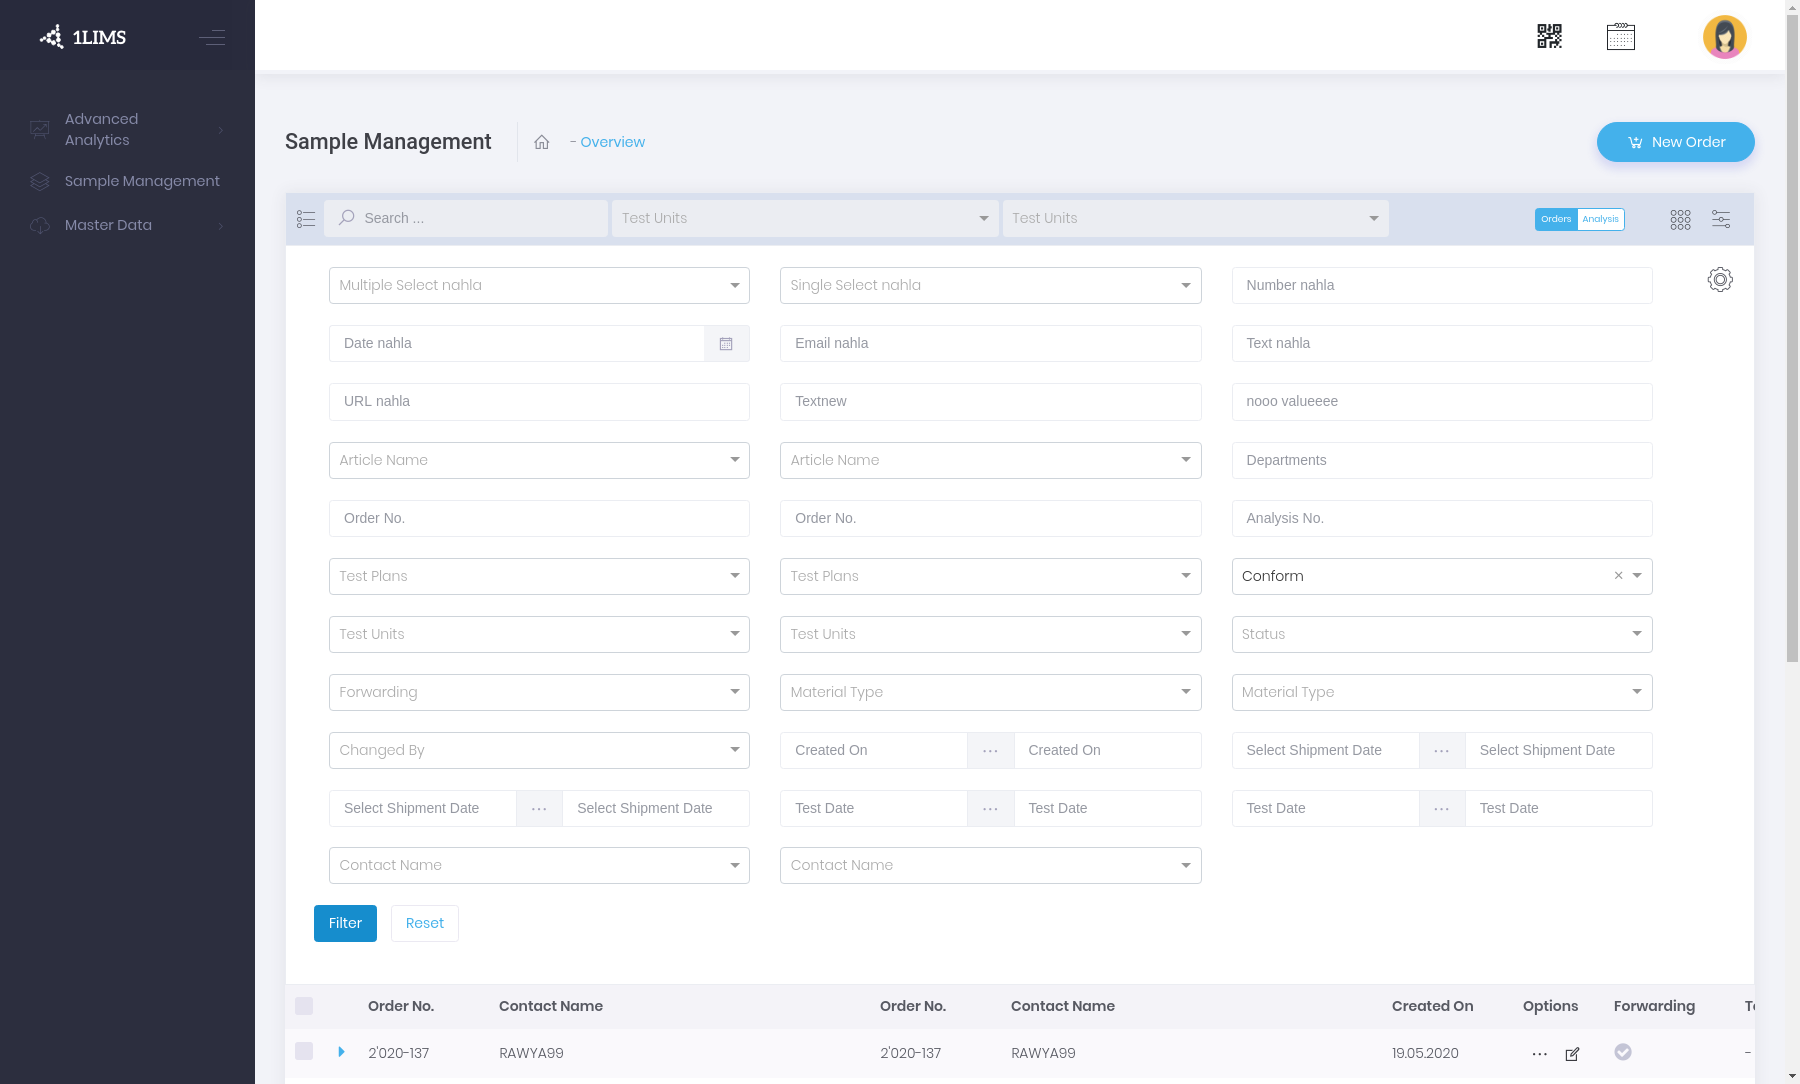 1LIMS
Advanced
Analytics
Sample Management
Master Data
Sample Management
- Overview
New Order
Search ...
Test Units
Test Units
Orders
Analysis
Multiple Select nahla
Single Select nahla
Number nahla
Date nahla
Email nahla
Text nahla
URL nahla
Textnew
nooo valueeee
Article Name
Article Name
Departments
Order No.
Order No.
Analysis No.
Test Plans
Test Plans
Conform ×
Test Units
Test Units
Status
Forwarding
Material Type
Material Type
Changed By
Created On ... Created On
Select Shipment Date ... Select Shipment Date
Select Shipment Date ... Select Shipment Date
Test Date ... Test Date
Test Date ... Test Date
Contact Name
Contact Name
Filter
Reset
Order No. Contact Name Order No. Contact Name Created On Options Forwarding
2'020-137 RAWYA99 2'020-137 RAWYA99 19.05.2020 ... -